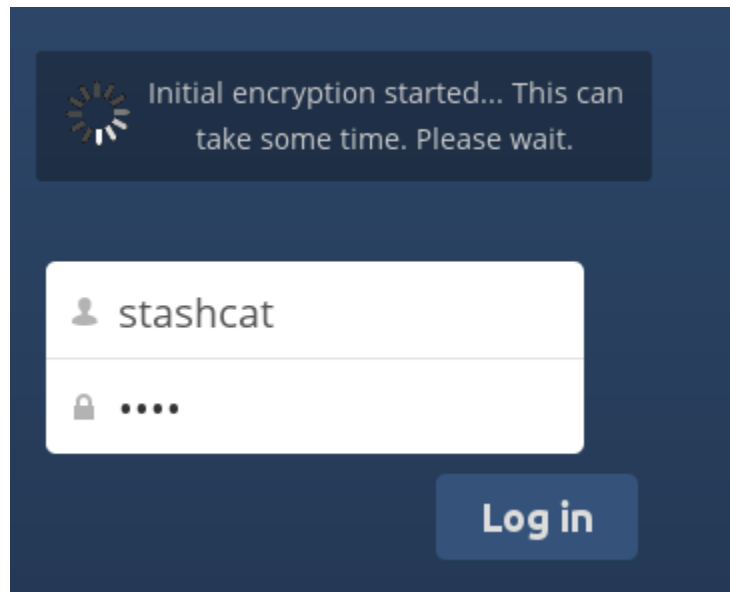 Initial encryption started... This can
take some time. Please wait.
stashcat
••••
Log in